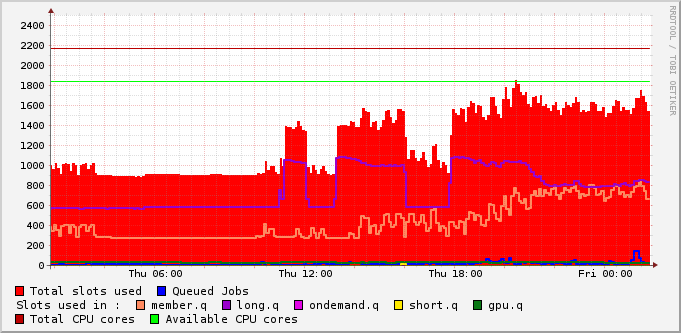 RRDTOOL / TOBI OETIKER
2400
2200
2000
1800
1600
1400
1200
1000
800
600
400
200
0
Thu 06:00 Thu 12:00 Thu 18:00 Fri 00:00
Total slots used Queued Jobs
Slots used in : member.q long.q ondemand.q short.q gpu.q
Total CPU cores Available CPU cores